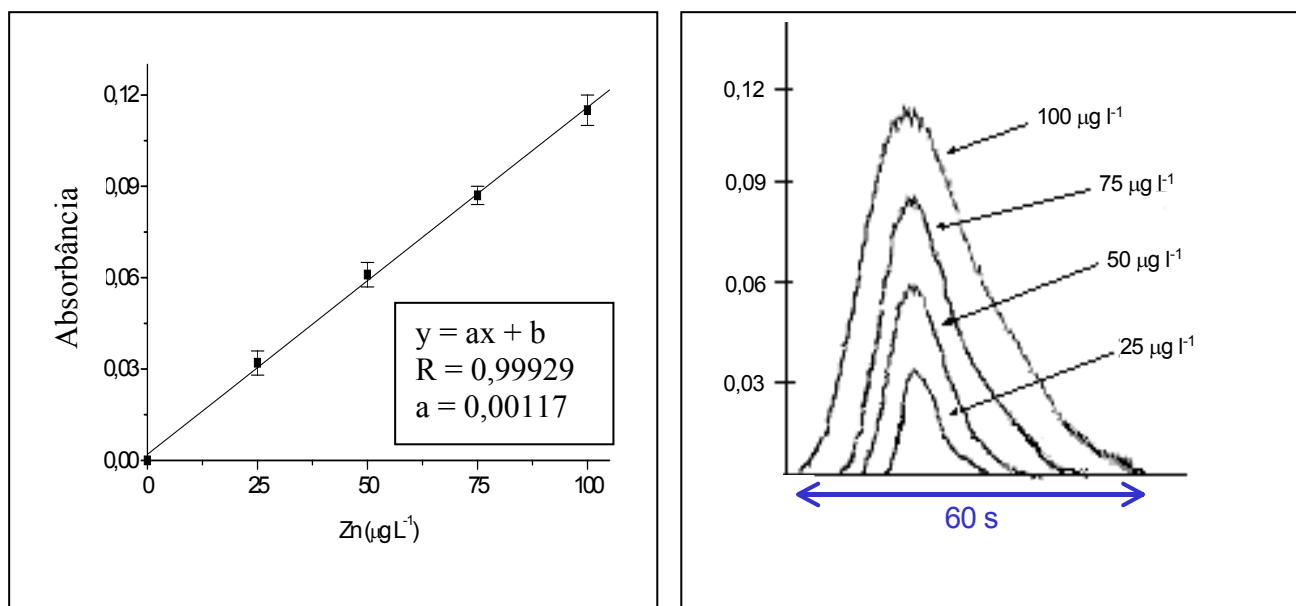 0,12
0,09
0,06
0,03
0,00
Absorbância
0
25
50
75
100
Zn (µg L⁻¹)
y = ax + b
R = 0,99929
a = 0,00117
0,12
0,09
0,06
0,03
100 µg l⁻¹
75 µg l⁻¹
50 µg l⁻¹
25 µg l⁻¹
60 s